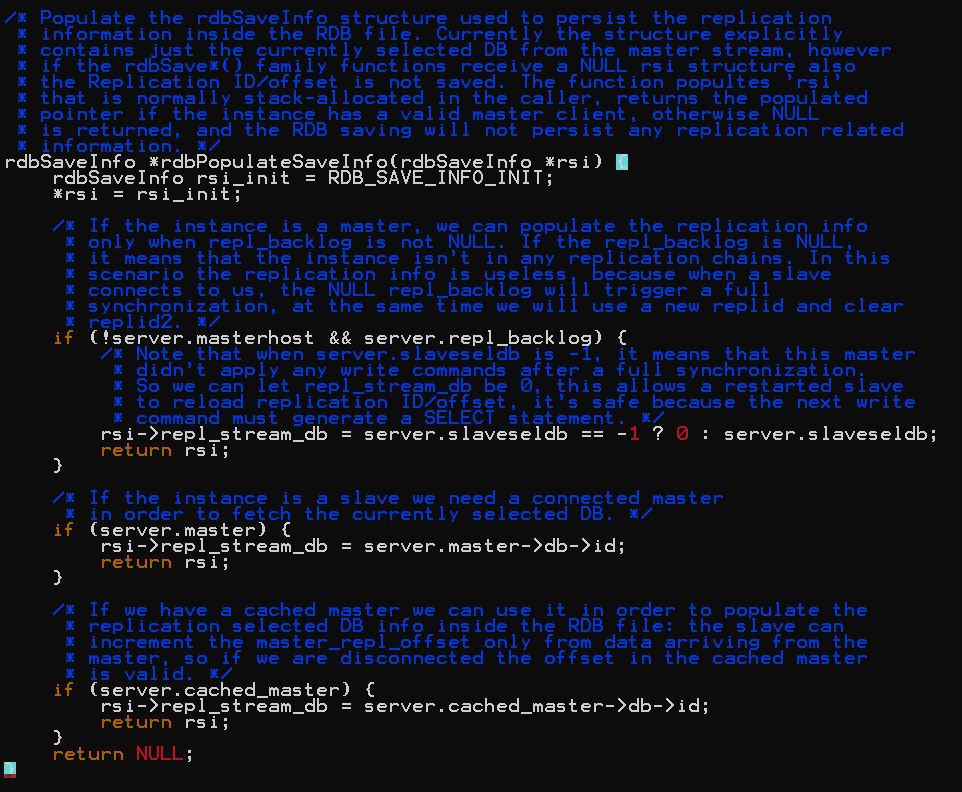 /* Populate the rdbSaveInfo structure used to persist the replication
 * information inside the RDB file. Currently the structure explicitly
 * contains just the currently selected DB from the master stream, however
 * if the rdbSave*() family functions receive a NULL rsi structure also
 * the Replication ID/offset is not saved. The function popultes 'rsi'
 * that is normally stack-allocated in the caller, returns the populated
 * pointer if the instance has a valid master client, otherwise NULL
 * is returned, and the RDB saving will not persist any replication related
 * information. */
rdbSaveInfo *rdbPopulateSaveInfo(rdbSaveInfo *rsi) {
    rdbSaveInfo rsi_init = RDB_SAVE_INFO_INIT;
    *rsi = rsi_init;

    /* If the instance is a master, we can populate the replication info
     * only when repl_backlog is not NULL. If the repl_backlog is NULL,
     * it means that the instance isn't in any replication chains. In this
     * scenario the replication info is useless, because when a slave
     * connects to us, the NULL repl_backlog will trigger a full
     * synchronization, at the same time we will use a new replid and clear
     * replid2. */
    if (!server.masterhost && server.repl_backlog) {
        /* Note that when server.slaveseldb is -1, it means that this master
         * didn't apply any write commands after a full synchronization.
         * So we can let repl_stream_db be 0, this allows a restarted slave
         * to reload replication ID/offset, it's safe because the next write
         * command must generate a SELECT statement. */
        rsi->repl_stream_db = server.slaveseldb == -1 ? 0 : server.slaveseldb;
        return rsi;
    }

    /* If the instance is a slave we need a connected master
     * in order to fetch the currently selected DB. */
    if (server.master) {
        rsi->repl_stream_db = server.master->db->id;
        return rsi;
    }

    /* If we have a cached master we can use it in order to populate the
     * replication selected DB info inside the RDB file: the slave can
     * increment the master_repl_offset only from data arriving from the
     * master, so if we are disconnected the offset in the cached master
     * is valid. */
    if (server.cached_master) {
        rsi->repl_stream_db = server.cached_master->db->id;
        return rsi;
    }
    return NULL;
}